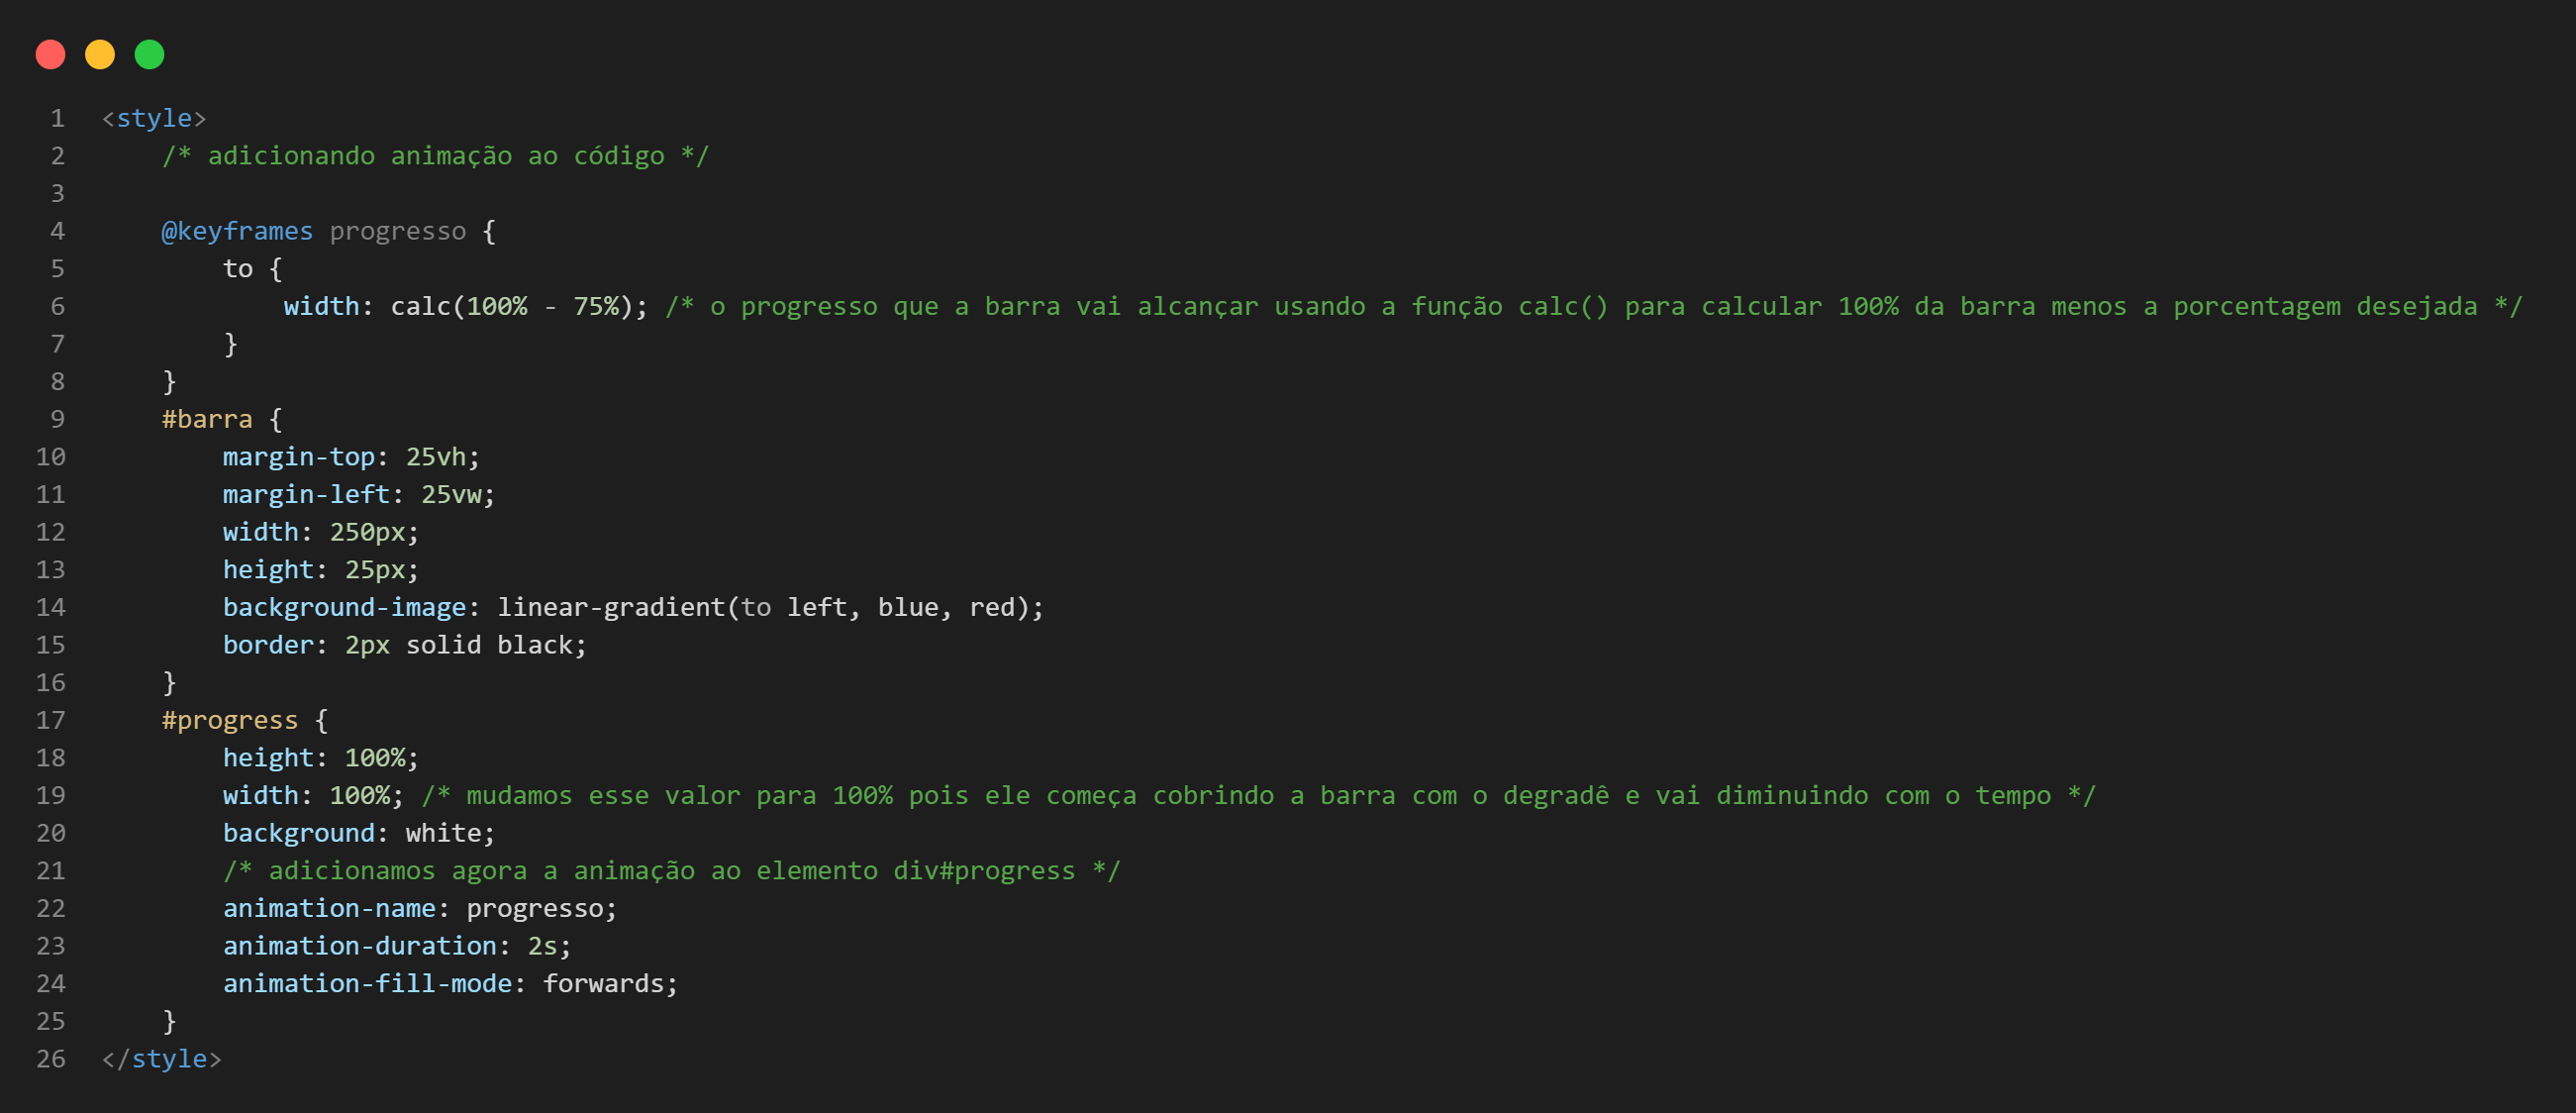 1 <style>
2     /* adicionando animação ao código */
3
4     @keyframes progresso {
5         to {
6             width: calc(100% - 75%); /* o progresso que a barra vai alcançar usando a função calc() para calcular 100% da barra menos a porcentagem desejada */
7         }
8     }
9     #barra {
10         margin-top: 25vh;
11         margin-left: 25vw;
12         width: 250px;
13         height: 25px;
14         background-image: linear-gradient(to left, blue, red);
15         border: 2px solid black;
16     }
17     #progress {
18         height: 100%;
19         width: 100%; /* mudamos esse valor para 100% pois ele começa cobrindo a barra com o degradê e vai diminuindo com o tempo */
20         background: white;
21         /* adicionamos agora a animação ao elemento div#progress */
22         animation-name: progresso;
23         animation-duration: 2s;
24         animation-fill-mode: forwards;
25     }
26 </style>